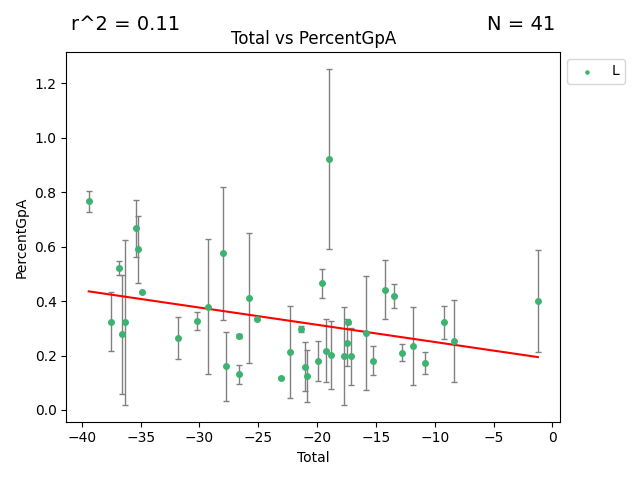 r^2 = 0.11
N = 41
Total vs PercentGpA
L
1.2
1.0
0.8
0.6
0.4
0.2
0.0
PercentGpA
−40 −35 −30 −25 −20 −15 −10 −5 0
Total